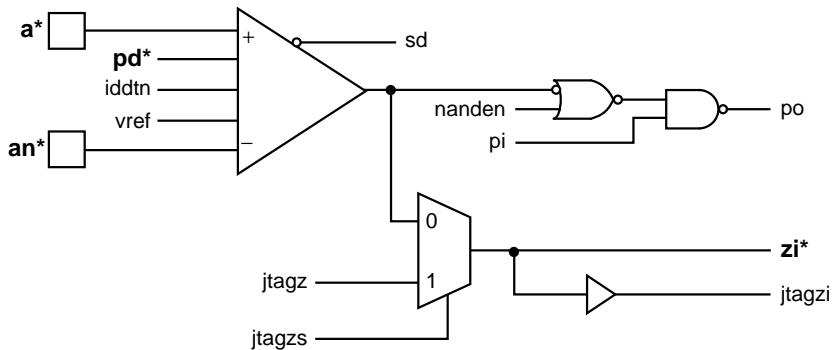 a*
+
sd
pd*
iddtn
nanden
po
vref
pi
an*
−
0
zi*
jtagz
1
jtagzi
jtagzs